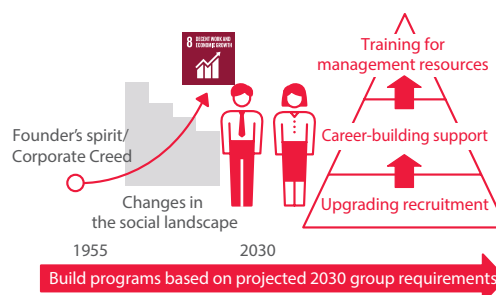 8 DECENT WORK AND
ECONOMIC GROWTH
Training for
management resources
Founder's spirit/
Corporate Creed
Career-building support
Changes in
the social landscape
Upgrading recruitment
1955
2030
Build programs based on projected 2030 group requirements